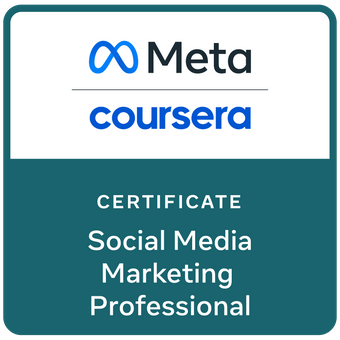 Meta
coursera
CERTIFICATE
Social Media
Marketing
Professional